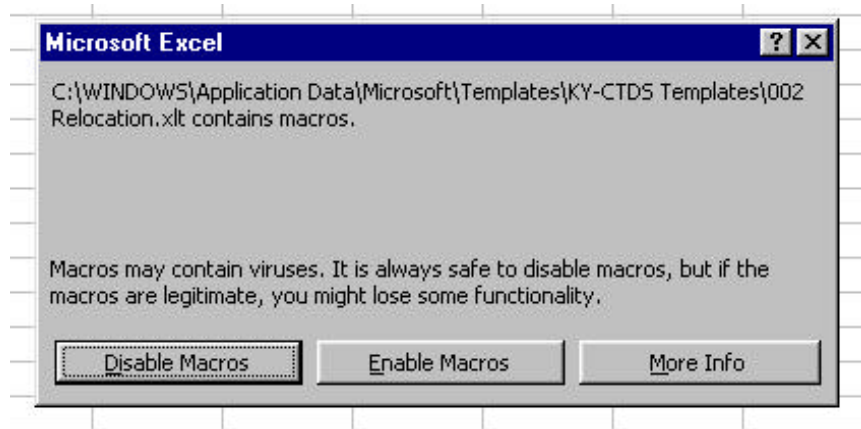 Microsoft Excel
C:\WINDOWS\Application Data\Microsoft\Templates\KY-CTDS Templates\002
Relocation.xlt contains macros.
Macros may contain viruses. It is always safe to disable macros, but if the
macros are legitimate, you might lose some functionality.
Disable Macros
Enable Macros
More Info